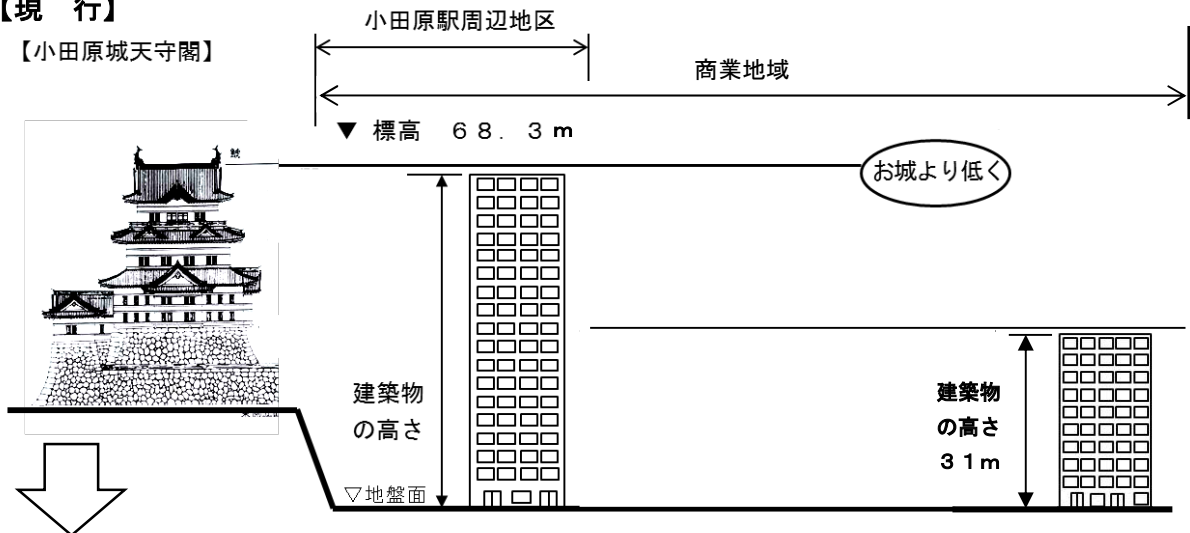 【現　行】
【小田原城天守閣】
小田原駅周辺地区
商業地域
▼ 標高　６８．３ｍ
鯱
お城より低く
建築物
の高さ
建築物
の高さ
３１ｍ
▽地盤面